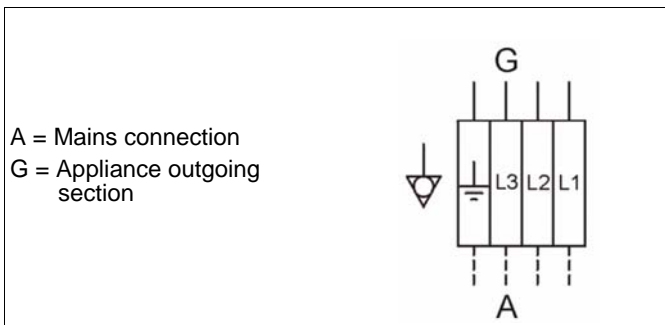 G
A = Mains connection
G = Appliance outgoing
section
L3 L2 L1
A